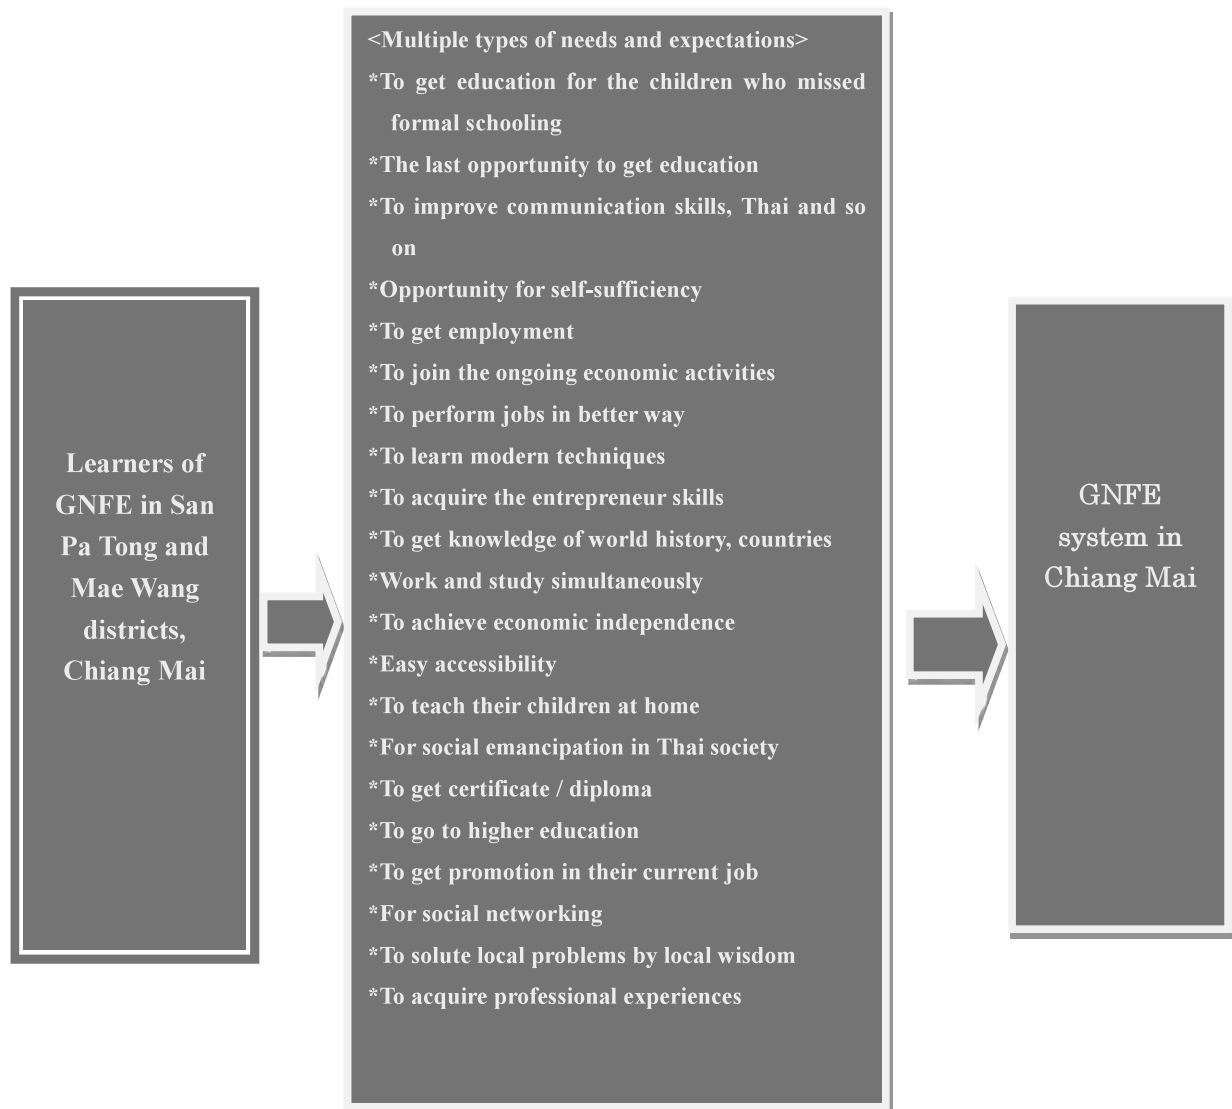 <Multiple types of needs and expectations>
*To get education for the children who missed
formal schooling
*The last opportunity to get education
*To improve communication skills, Thai and so
on
*Opportunity for self-sufficiency
*To get employment
*To join the ongoing economic activities
*To perform jobs in better way
*To learn modern techniques
*To acquire the entrepreneur skills
*To get knowledge of world history, countries
*Work and study simultaneously
*To achieve economic independence
*Easy accessibility
*To teach their children at home
*For social emancipation in Thai society
*To get certificate / diploma
*To go to higher education
*To get promotion in their current job
*For social networking
*To solute local problems by local wisdom
*To acquire professional experiences
Learners of
GNFE in San
Pa Tong and
Mae Wang
districts,
Chiang Mai
GNFE
system in
Chiang Mai